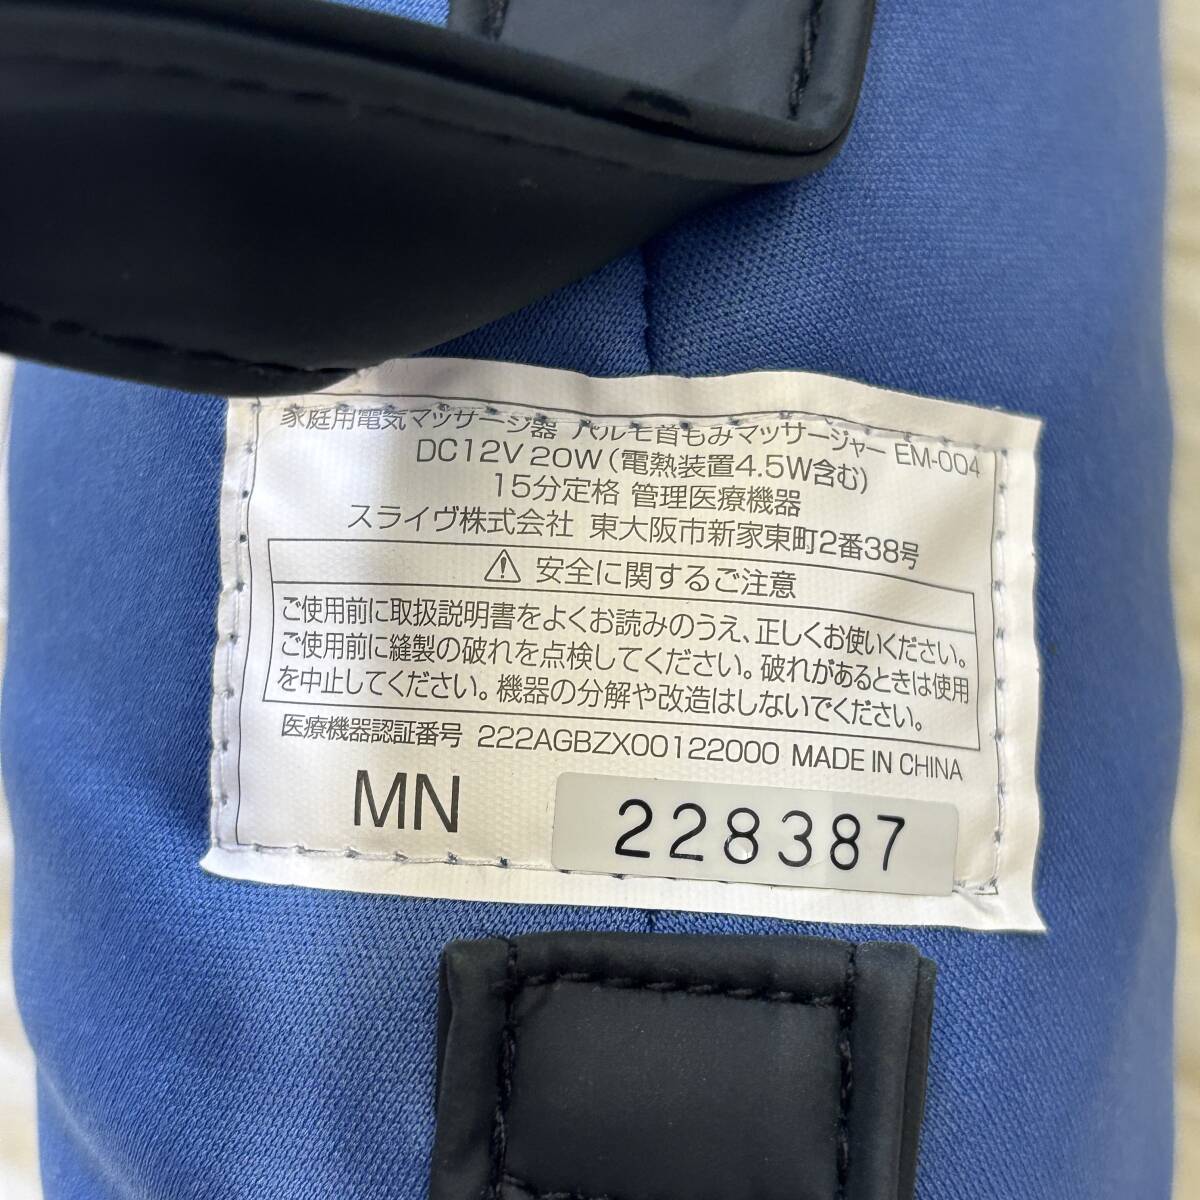 家庭用電気マッサージ器 パルモ首もみマッサージャー EM-004
DC12V 20W（電熱装置4.5W含む）
15分定格 管理医療機器
スライヴ株式会社 東大阪市新家東町2番38号
安全に関するご注意
ご使用前に取扱説明書をよくお読みのうえ、正しくお使いください。
ご使用前に縫製の破れを点検してください。破れがあるときは使用
を中止してください。機器の分解や改造はしないでください。
医療機器認証番号 222AGBZX00122000 MADE IN CHINA
MN 228387